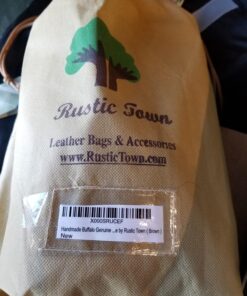 Rustic Town
Leather Bags & Accessories
www.RusticTown.com
X000SRUCEF
Handmade Buffalo Genuine ...e by Rustic Town ( Brown )
New